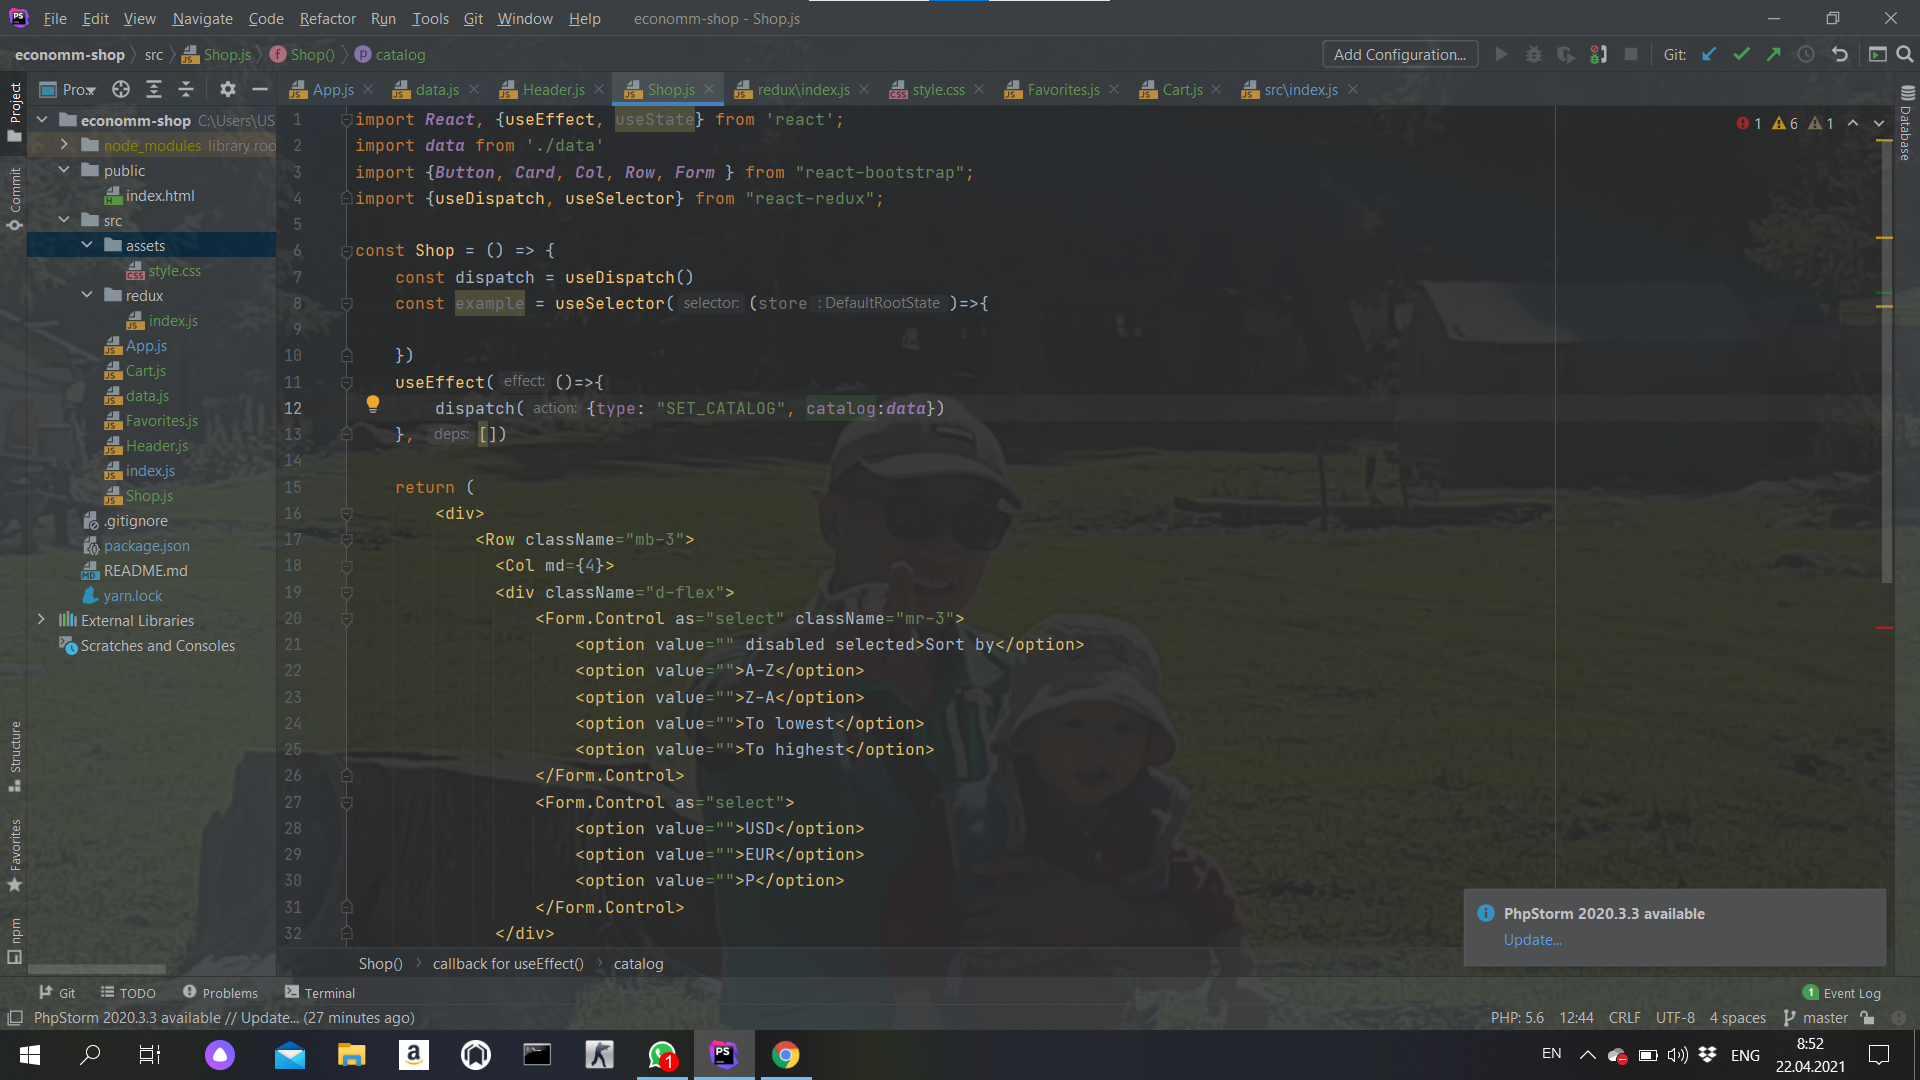 File Edit View Navigate Code Refactor Run Tools Git Window Help economm-shop - Shop.js
economm-shop src Shop.js Shop() catalog Add Configuration... Git:
Pro... App.js data.js Header.js Shop.js redux\index.js style.css Favorites.js Cart.js src\index.js
Project
Commit
Structure
Favorites
npm
Database
economm-shop C:\Users\US
node_modules library roo
public
index.html
src
assets
style.css
redux
index.js
App.js
Cart.js
data.js
Favorites.js
Header.js
index.js
Shop.js
.gitignore
package.json
README.md
yarn.lock
External Libraries
Scratches and Consoles
1 6 1
1 import React, {useEffect, useState} from 'react';
2 import data from './data'
3 import {Button, Card, Col, Row, Form } from "react-bootstrap";
4 import {useDispatch, useSelector} from "react-redux";
5
6 const Shop = () => {
7 const dispatch = useDispatch()
8 const example = useSelector( selector: (store : DefaultRootState )=>{
9
10 })
11 useEffect( effect: ()=>{
12 dispatch( action: {type: "SET_CATALOG", catalog:data})
13 }, deps: [])
14
15 return (
16 <div>
17 <Row className="mb-3">
18 <Col md={4}>
19 <div className="d-flex">
20 <Form.Control as="select" className="mr-3">
21 <option value="" disabled selected>Sort by</option>
22 <option value="">A-Z</option>
23 <option value="">Z-A</option>
24 <option value="">To lowest</option>
25 <option value="">To highest</option>
26 </Form.Control>
27 <Form.Control as="select">
28 <option value="">USD</option>
29 <option value="">EUR</option>
30 <option value="">P</option>
31 </Form.Control>
32 </div>
PhpStorm 2020.3.3 available
Update...
Shop() callback for useEffect() catalog
Git TODO Problems Terminal 1 Event Log
PhpStorm 2020.3.3 available // Update... (27 minutes ago) PHP: 5.6 12:44 CRLF UTF-8 4 spaces master
EN ENG 8:52
22.04.2021